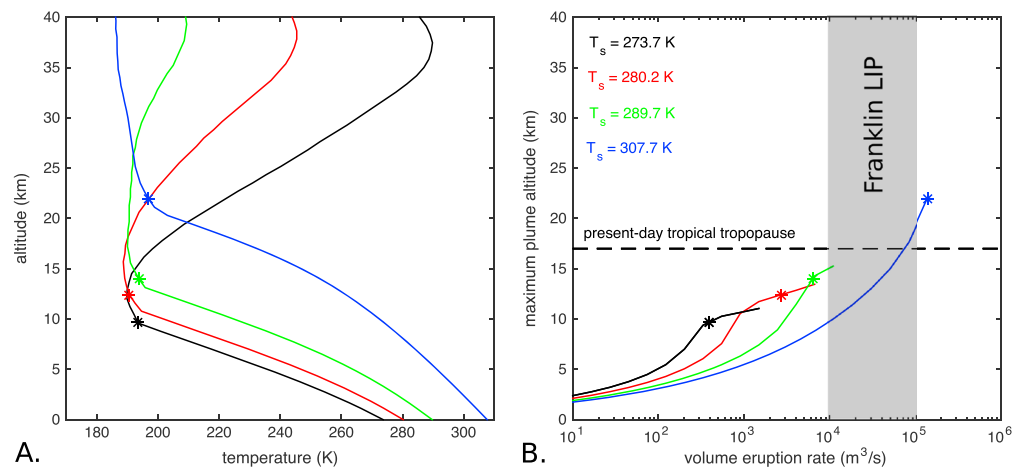 40
35
30
25
20
15
10
5
0
altitude (km)
180
200
220
240
260
280
300
temperature (K)
A.
40
35
30
25
20
15
10
5
0
maximum plume altitude (km)
T_s = 273.7 K
T_s = 280.2 K
T_s = 289.7 K
T_s = 307.7 K
Franklin LIP
present-day tropical tropopause
10^1
10^2
10^3
10^4
10^5
10^6
volume eruption rate (m^3/s)
B.